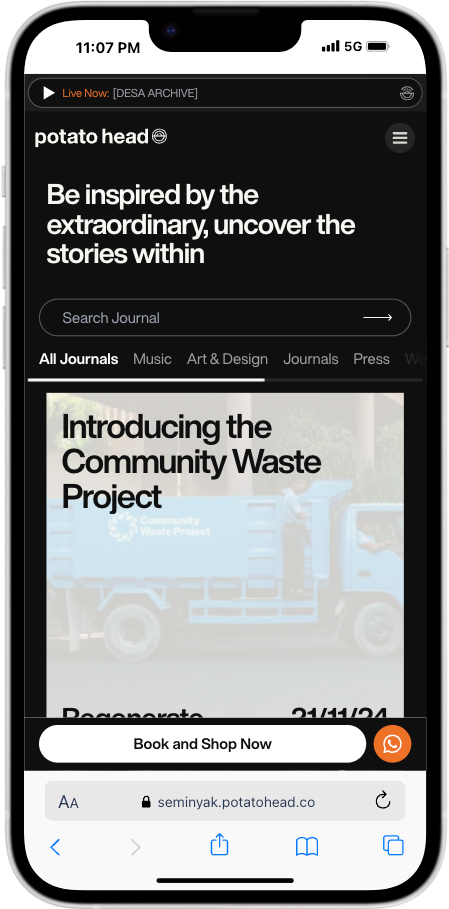 11:07 PM
5G
Live Now: [DESA ARCHIVE]
potato head
Be inspired by the
extraordinary, uncover the
stories within
Search Journal
All Journals Music Art & Design Journals Press We
Introducing the
Community Waste
Project
Community
Waste Project
Regenerate 21/11/24
Book and Shop Now
AA seminyak.potatohead.co